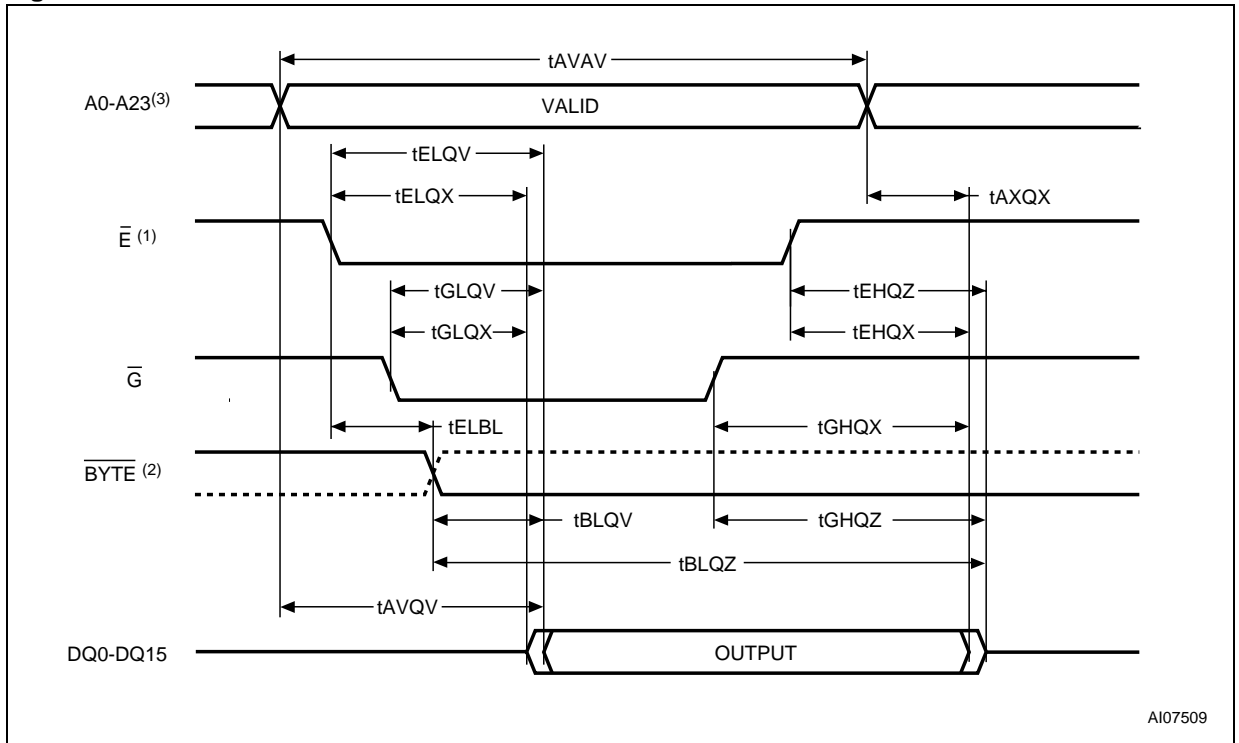 tAVAV
A0-A23(3)
VALID
tELQV
tELQX
tAXQX
E̅ (1)
tGLQV
tEHQZ
tGLQX
tEHQX
G̅
tELBL
tGHQX
B̅Y̅T̅E̅ (2)
tBLQV
tGHQZ
tBLQZ
tAVQV
DQ0-DQ15
OUTPUT
AI07509